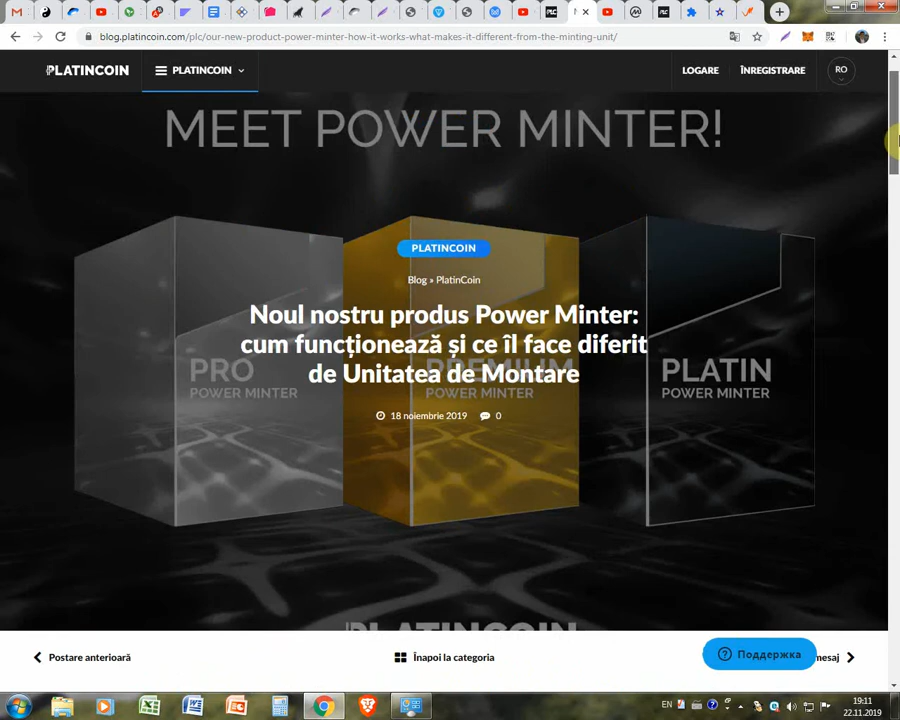 blog.platincoin.com/plc/our-new-product-power-minter-how-it-works-what-makes-it-different-from-the-minting-unit/
PLATINCOIN
PLATINCOIN
LOGARE
ÎNREGISTRARE
RO
MEET POWER MINTER!
PLATINCOIN
Blog » PlatinCoin
Noul nostru produs Power Minter:
cum funcționează și ce îl face diferit
de Unitatea de Montare
18 noiembrie 2019
0
PRO
POWER MINTER
PREMIUM
POWER MINTER
PLATIN
POWER MINTER
PLATINCOIN
Postare anterioară
Înapoi la categoria
Поддержка
mesaj
EN
19:11
22.11.2019